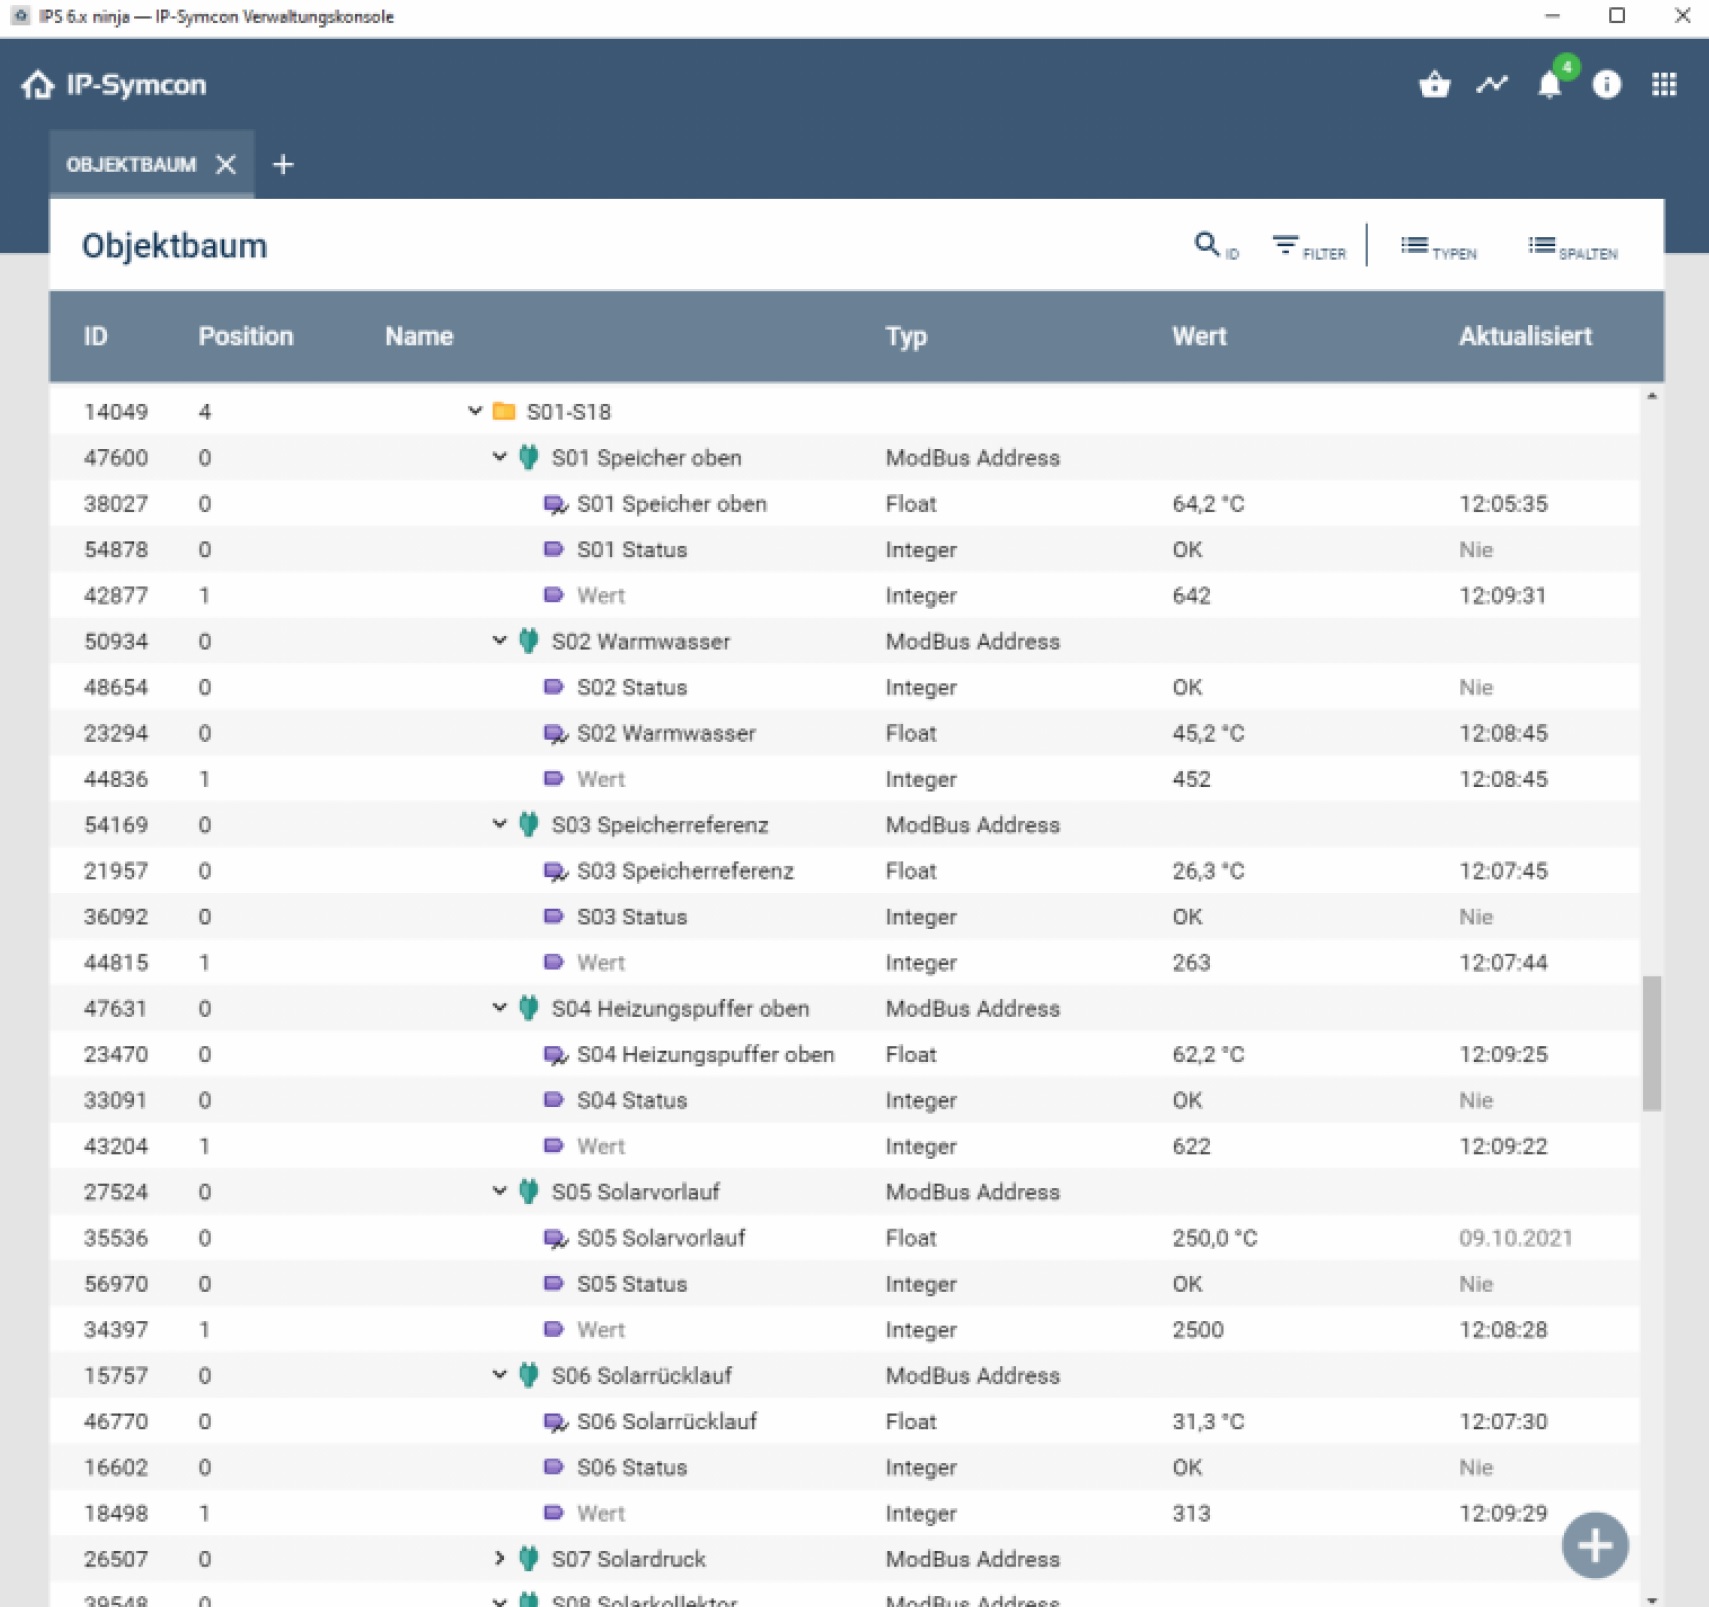 IPS 6.x ninja — IP-Symcon Verwaltungskonsole
IP-Symcon 4
OBJEKTBAUM
Objektbaum ID FILTER TYPEN SPALTEN
ID Position Name Typ Wert Aktualisiert
14049 4 S01-S18
47600 0 S01 Speicher oben ModBus Address
38027 0 S01 Speicher oben Float 64,2 °C 12:05:35
54878 0 S01 Status Integer OK Nie
42877 1 Wert Integer 642 12:09:31
50934 0 S02 Warmwasser ModBus Address
48654 0 S02 Status Integer OK Nie
23294 0 S02 Warmwasser Float 45,2 °C 12:08:45
44836 1 Wert Integer 452 12:08:45
54169 0 S03 Speicherreferenz ModBus Address
21957 0 S03 Speicherreferenz Float 26,3 °C 12:07:45
36092 0 S03 Status Integer OK Nie
44815 1 Wert Integer 263 12:07:44
47631 0 S04 Heizungspuffer oben ModBus Address
23470 0 S04 Heizungspuffer oben Float 62,2 °C 12:09:25
33091 0 S04 Status Integer OK Nie
43204 1 Wert Integer 622 12:09:22
27524 0 S05 Solarvorlauf ModBus Address
35536 0 S05 Solarvorlauf Float 250,0 °C 09.10.2021
56970 0 S05 Status Integer OK Nie
34397 1 Wert Integer 2500 12:08:28
15757 0 S06 Solarrücklauf ModBus Address
46770 0 S06 Solarrücklauf Float 31,3 °C 12:07:30
16602 0 S06 Status Integer OK Nie
18498 1 Wert Integer 313 12:09:29
26507 0 S07 Solardruck ModBus Address
39548 0 S08 Solarkollektor ModBus Address